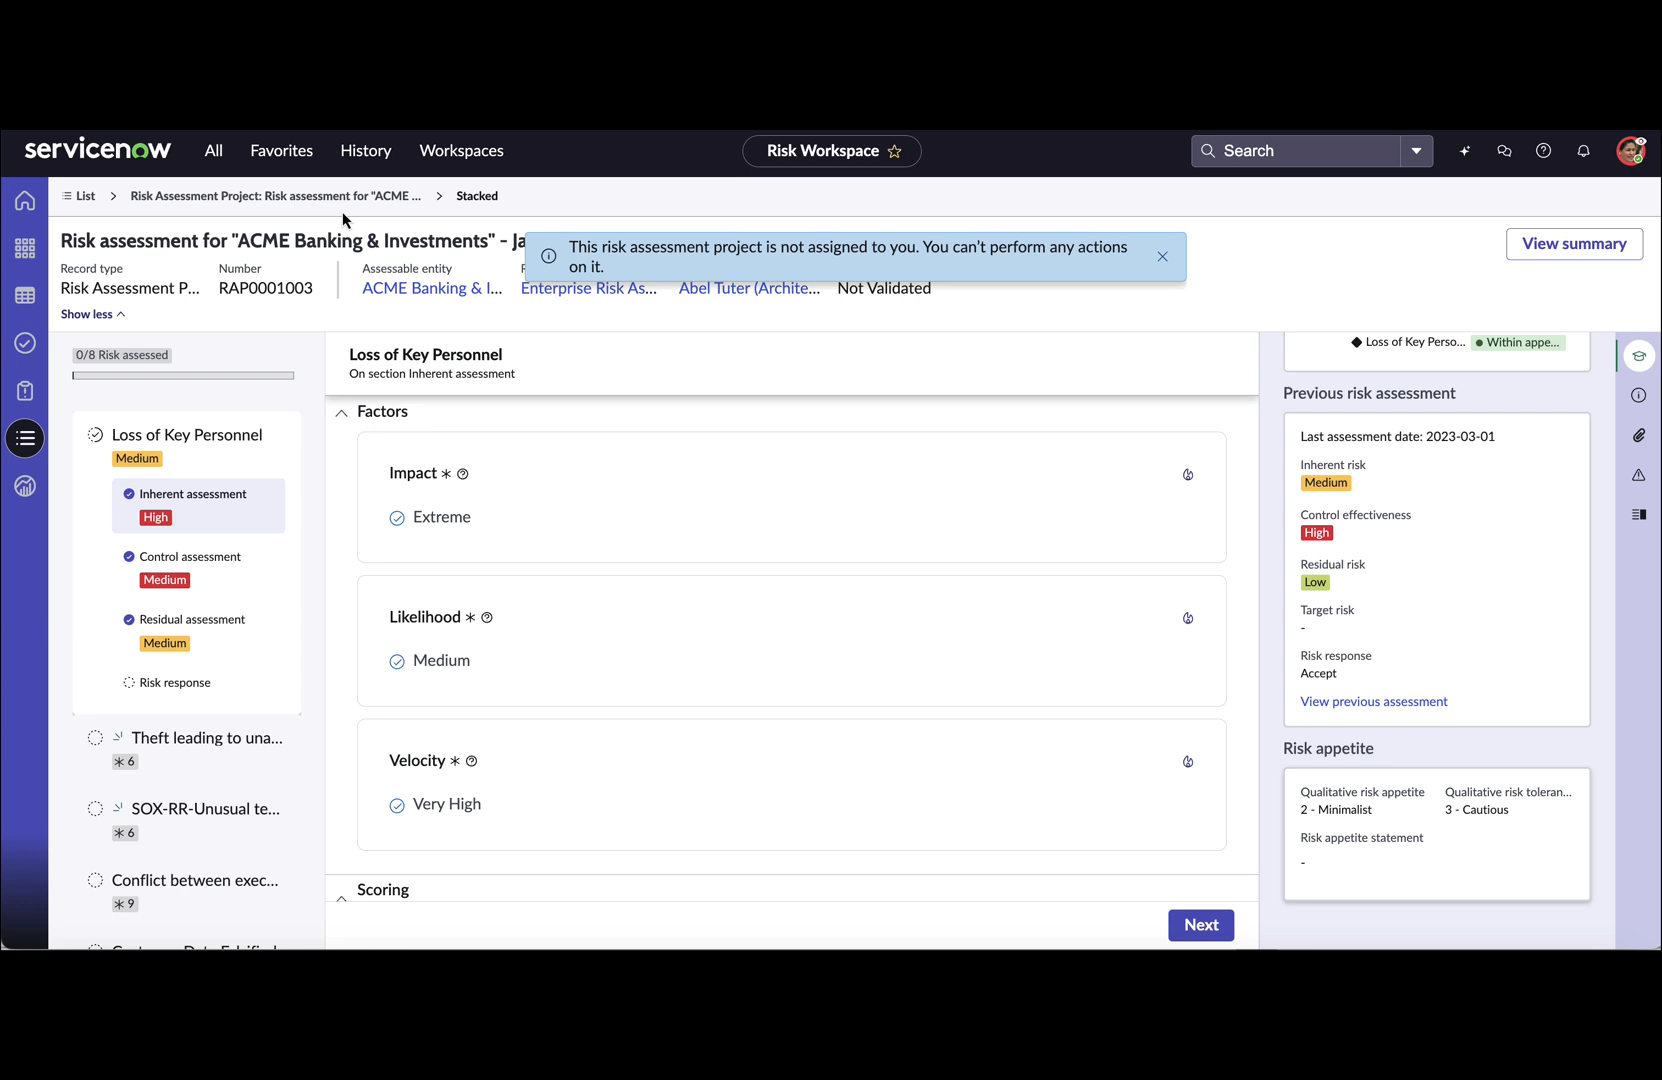 servicenow All Favorites History Workspaces Risk Workspace Search
List > Risk Assessment Project: Risk assessment for "ACME ... > Stacked
Risk assessment for "ACME Banking & Investments" - Ja
This risk assessment project is not assigned to you. You can't perform any actions
on it.
View summary
Record type Number Assessable entity
Risk Assessment P... RAP0001003 ACME Banking & I... Enterprise Risk As... Abel Tuter (Archite... Not Validated
Show less
0/8 Risk assessed
Loss of Key Personnel
Medium
Inherent assessment
High
Control assessment
Medium
Residual assessment
Medium
Risk response
Theft leading to una...
* 6
SOX-RR-Unusual te...
* 6
Conflict between exec...
* 9
Loss of Key Personnel
On section Inherent assessment
Factors
Impact *
Extreme
Likelihood *
Medium
Velocity *
Very High
Scoring
Next
Loss of Key Perso... Within appe...
Previous risk assessment
Last assessment date: 2023-03-01
Inherent risk
Medium
Control effectiveness
High
Residual risk
Low
Target risk
-
Risk response
Accept
View previous assessment
Risk appetite
Qualitative risk appetite Qualitative risk toleran...
2 - Minimalist 3 - Cautious
Risk appetite statement
-